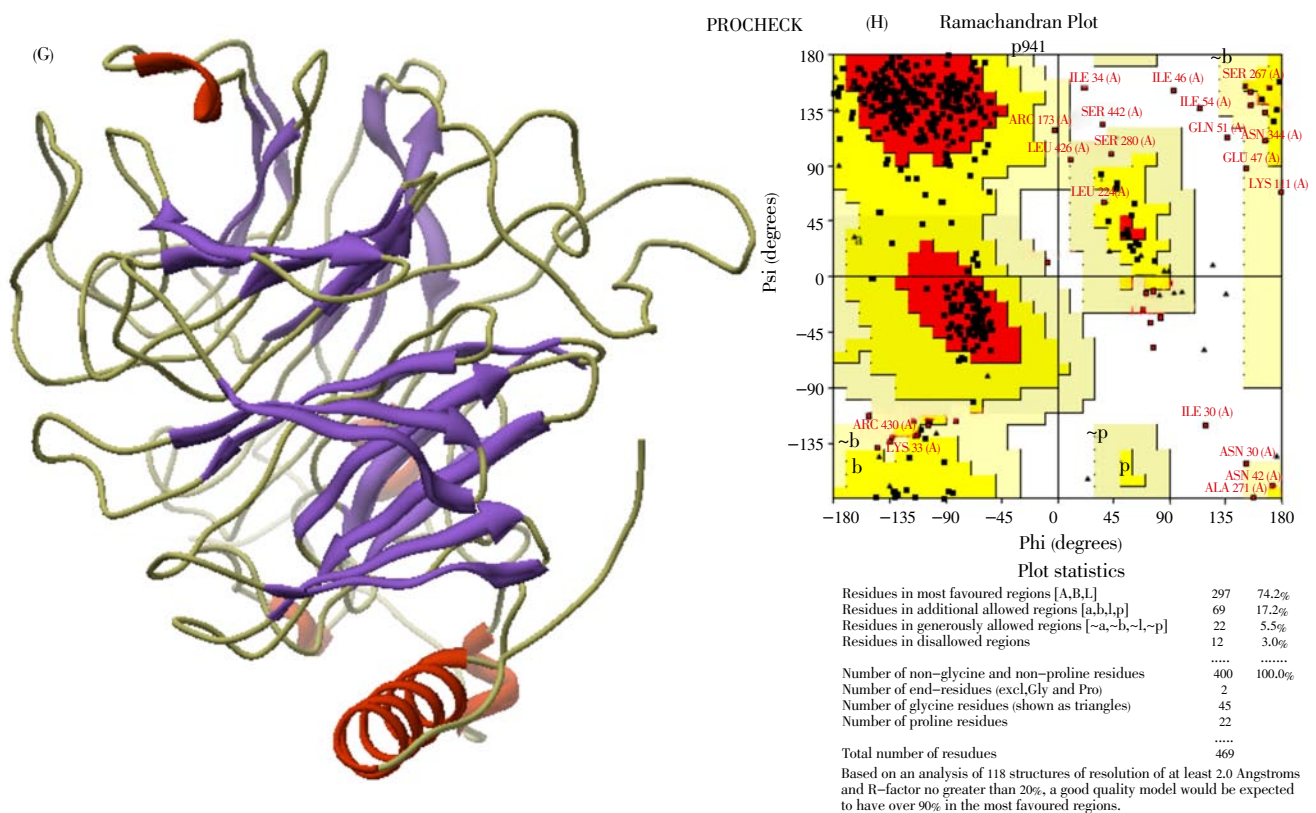 (G)
PROCHECK
(H)
Ramachandran Plot
p941
~b
180
135
90
45
0
−45
−90
−135
Psi (degrees)
ILE 34 (A)
ILE 46 (A)
SER 267 (A)
ILE 54 (A)
ARC 173 (A)
SER 442 (A)
GLN 51 (A)
ASN 344 (A)
LEU 426 (A)
SER 280 (A)
GLU 47 (A)
LYS 111 (A)
LEU 224(A)
a
ILE 30 (A)
ARC 430 (A)
~b
~p
LYS 33 (A)
ASN 30 (A)
b
p
ASN 42 (A)
ALA 271 (A)
−180 −135 −90 −45 0 45 90 135 180
Phi (degrees)
Plot statistics
Residues in most favoured regions [A,B,L] 297 74.2%
Residues in additional allowed regions [a,b,l,p] 69 17.2%
Residues in generously allowed regions [~a,~b,~l,~p] 22 5.5%
Residues in disallowed regions 12 3.0%
..... .......
Number of non-glycine and non-proline residues 400 100.0%
Number of end-residues (excl,Gly and Pro) 2
Number of glycine residues (shown as triangles) 45
Number of proline residues 22
.....
Total number of resudues 469
Based on an analysis of 118 structures of resolution of at least 2.0 Angstroms
and R-factor no greater than 20%, a good quality model would be expected
to have over 90% in the most favoured regions.